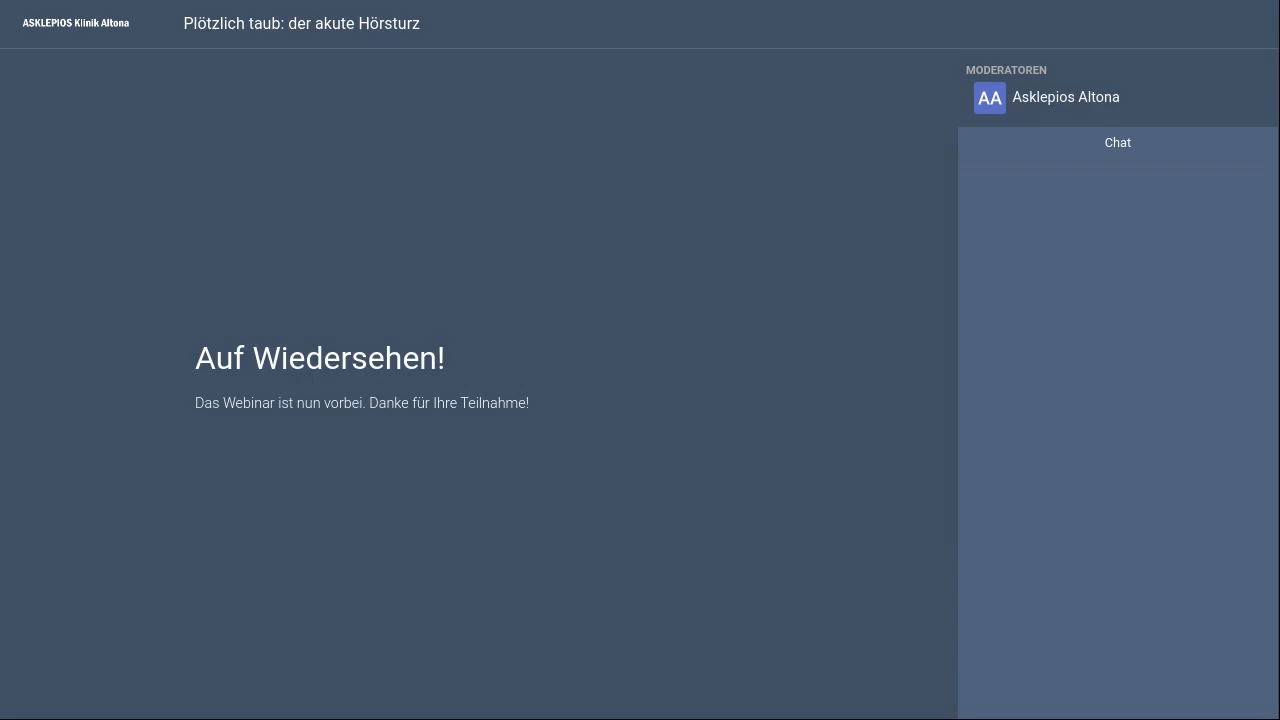 ASKLEPIOS Klinik Altona
Plötzlich taub: der akute Hörsturz
MODERATOREN
AA
Asklepios Altona
Chat
Auf Wiedersehen!
Das Webinar ist nun vorbei. Danke für Ihre Teilnahme!